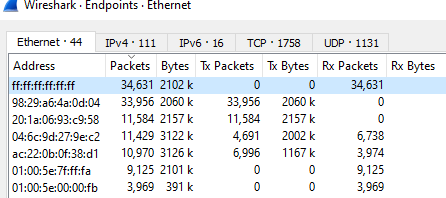 Wireshark · Endpoints · Ethernet
Ethernet · 44 IPv4 · 111 IPv6 · 16 TCP · 1758 UDP · 1131
Address Packets Bytes Tx Packets Tx Bytes Rx Packets Rx Bytes
ff:ff:ff:ff:ff:ff 34,631 2102 k 0 0 34,631
98:29:a6:4a:0d:04 33,956 2060 k 33,956 2060 k 0
20:1a:06:93:c9:58 11,584 2157 k 11,584 2157 k 0
04:6c:9d:27:9e:c2 11,429 3122 k 4,691 2002 k 6,738
ac:22:0b:0f:38:d1 10,970 3126 k 6,996 1167 k 3,974
01:00:5e:7f:ff:fa 9,125 2101 k 0 0 9,125
01:00:5e:00:00:fb 3,969 391 k 0 0 3,969